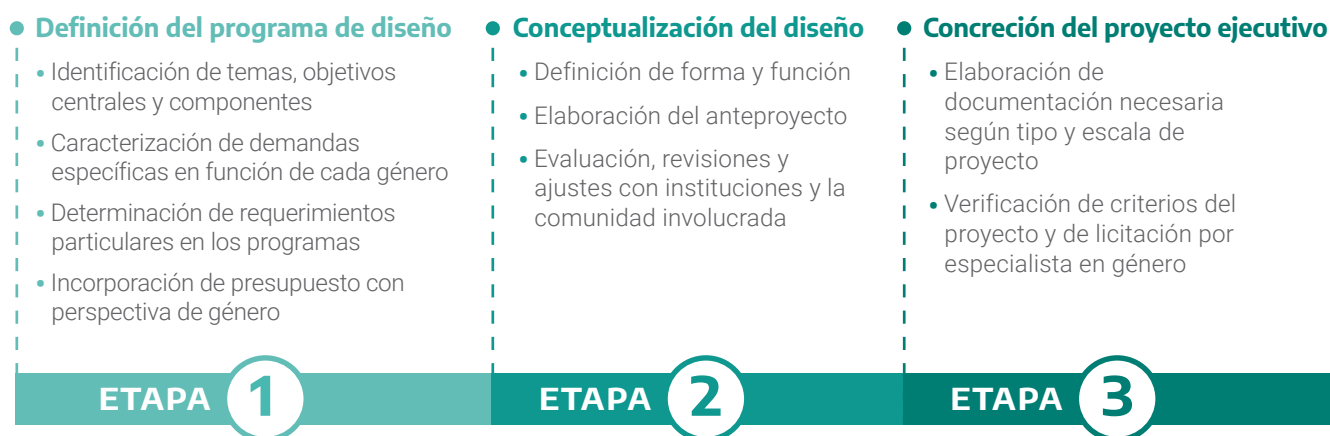 Definición del programa de diseño
• Identificación de temas, objetivos
centrales y componentes
• Caracterización de demandas
específicas en función de cada género
• Determinación de requerimientos
particulares en los programas
• Incorporación de presupuesto con
perspectiva de género
ETAPA 1
Conceptualización del diseño
• Definición de forma y función
• Elaboración del anteproyecto
• Evaluación, revisiones y
ajustes con instituciones y la
comunidad involucrada
ETAPA 2
Concreción del proyecto ejecutivo
• Elaboración de
documentación necesaria
según tipo y escala de
proyecto
• Verificación de criterios del
proyecto y de licitación por
especialista en género
ETAPA 3